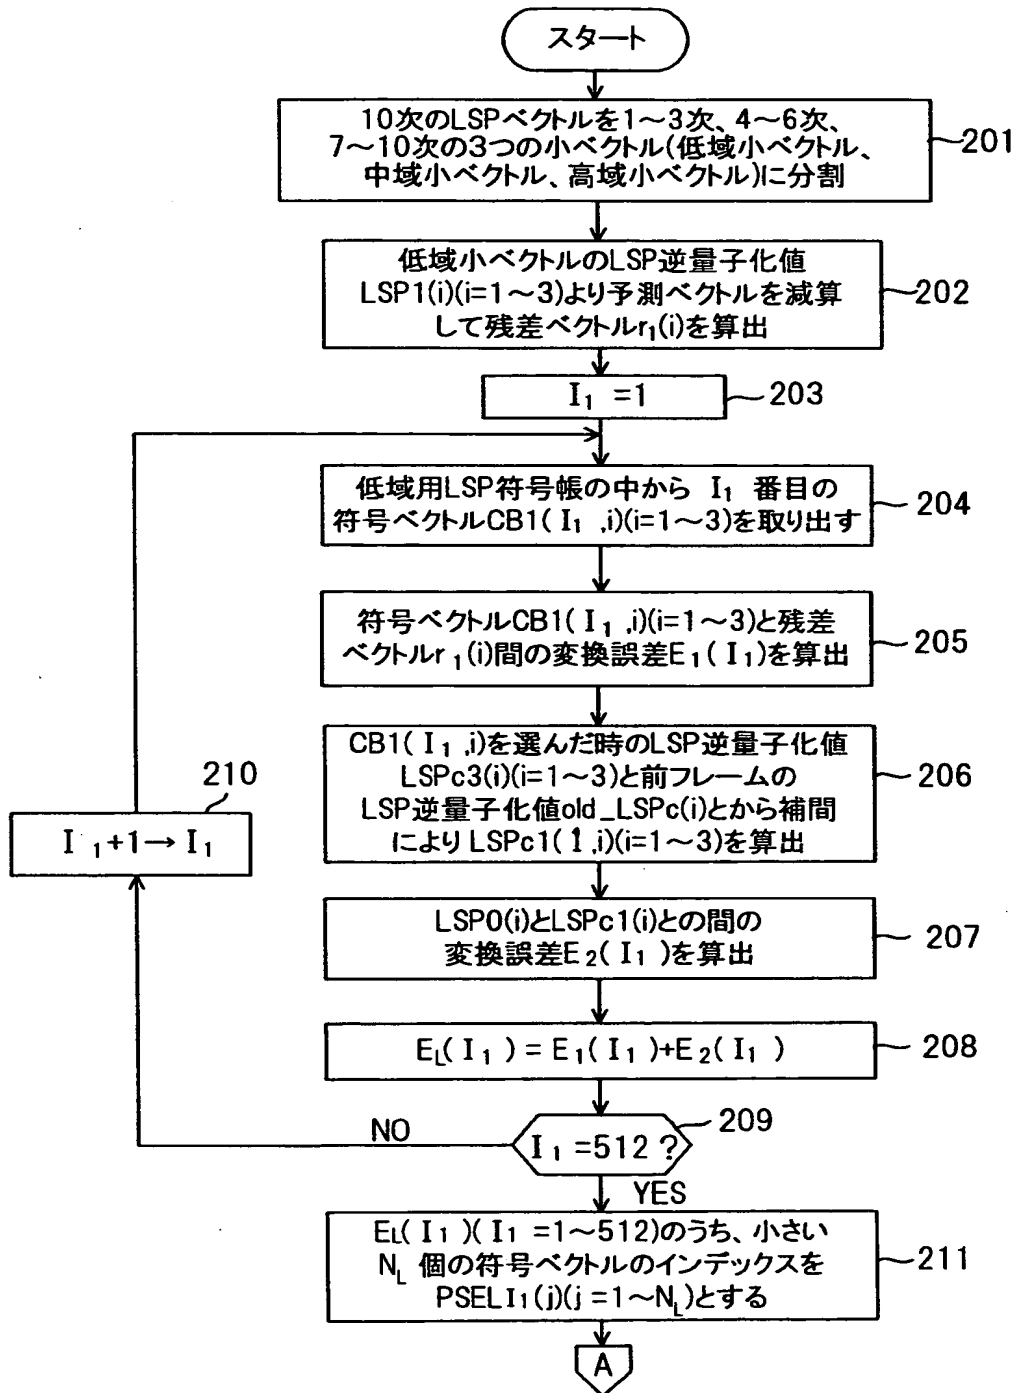 スタート
10次のLSPベクトルを1～3次、4～6次、
7～10次の3つの小ベクトル(低域小ベクトル、
中域小ベクトル、高域小ベクトル)に分割
201
低域小ベクトルのLSP逆量子化値
LSP1(i)(i=1～3)より予測ベクトルを減算
して残差ベクトルr₁(i)を算出
202
I₁ =1
203
低域用LSP符号帳の中から I₁ 番目の
符号ベクトルCB1( I₁ ,i)(i=1～3)を取り出す
204
符号ベクトルCB1( I₁ ,i)(i=1～3)と残差
ベクトルr₁(i)間の変換誤差E₁( I₁)を算出
205
CB1( I₁ ,i)を選んだ時のLSP逆量子化値
LSPc3(i)(i=1～3)と前フレームの
LSP逆量子化値old_LSPc(i)とから補間
により LSPc1( I,i)(i=1～3)を算出
206
210
I₁+1→ I₁
LSP0(i)とLSPc1(i)との間の
変換誤差E₂( I₁ )を算出
207
E_L( I₁ ) = E₁( I₁)+E₂( I₁ )
208
NO
I₁ =512 ?
209
YES
E_L( I₁ )( I₁ =1～512)のうち、小さい
N_L 個の符号ベクトルのインデックスを
PSEL I₁(j)(j =1～N_L)とする
211
A